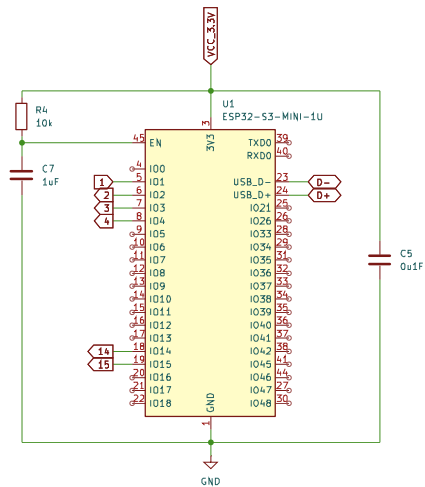 VCC_3.3V
U1
ESP32-S3-MINI-1U
R4
10k
C7
1uF
C5
0u1F
3
3V3
45 EN
4 IO0
1 5 IO1
2 6 IO2
3 7 IO3
4 8 IO4
9 IO5
10 IO6
11 IO7
12 IO8
13 IO9
14 IO10
15 IO11
16 IO12
17 IO13
14 18 IO14
15 19 IO15
20 IO16
21 IO17
22 IO18
TXD0 39
RXD0 40
USB_D- 23 D-
USB_D+ 24 D+
IO21 25
IO26 26
IO33 28
IO34 29
IO35 31
IO36 32
IO37 33
IO38 34
IO39 35
IO40 36
IO41 37
IO42 38
IO45 41
IO46 44
IO47 27
IO48 30
GND
1
GND